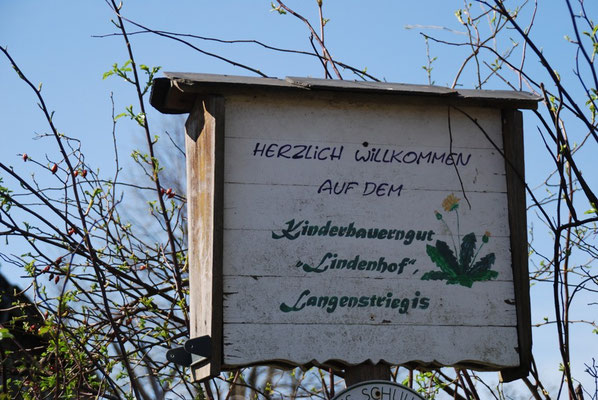 HERZLICH WILLKOMMEN
AUF DEM
Kinderbauerngut
"Lindenhof",
Langenstriegis